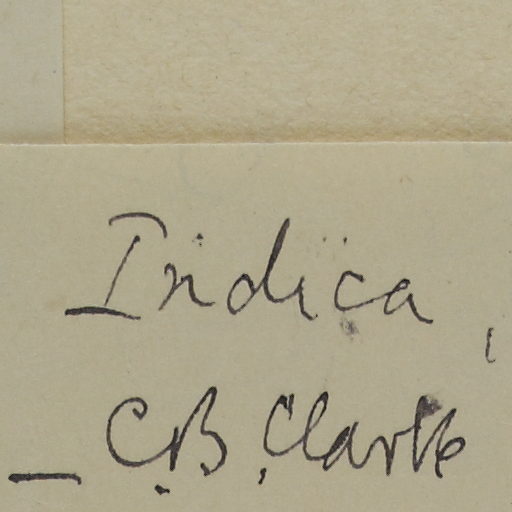 Indica,
— C.B. Clarke